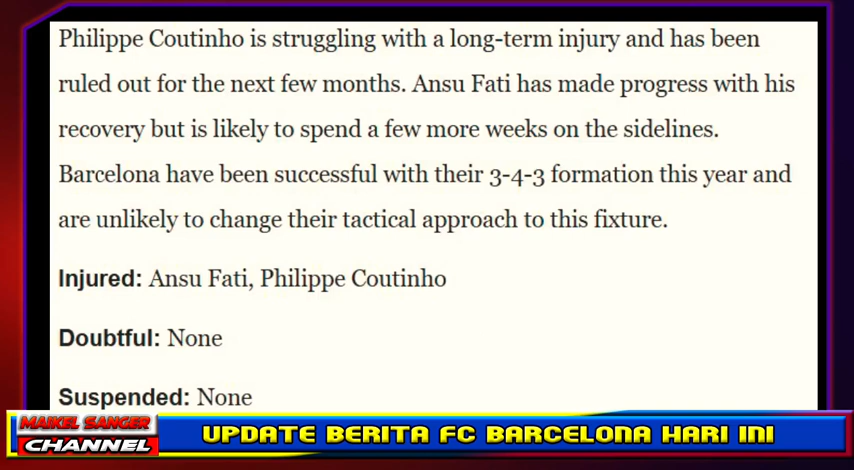 Philippe Coutinho is struggling with a long-term injury and has been
ruled out for the next few months. Ansu Fati has made progress with his
recovery but is likely to spend a few more weeks on the sidelines.
Barcelona have been successful with their 3-4-3 formation this year and
are unlikely to change their tactical approach to this fixture.
Injured: Ansu Fati, Philippe Coutinho
Doubtful: None
Suspended: None
MAIKEL SANGER
CHANNEL
UPDATE BERITA FC BARCELONA HARI INI